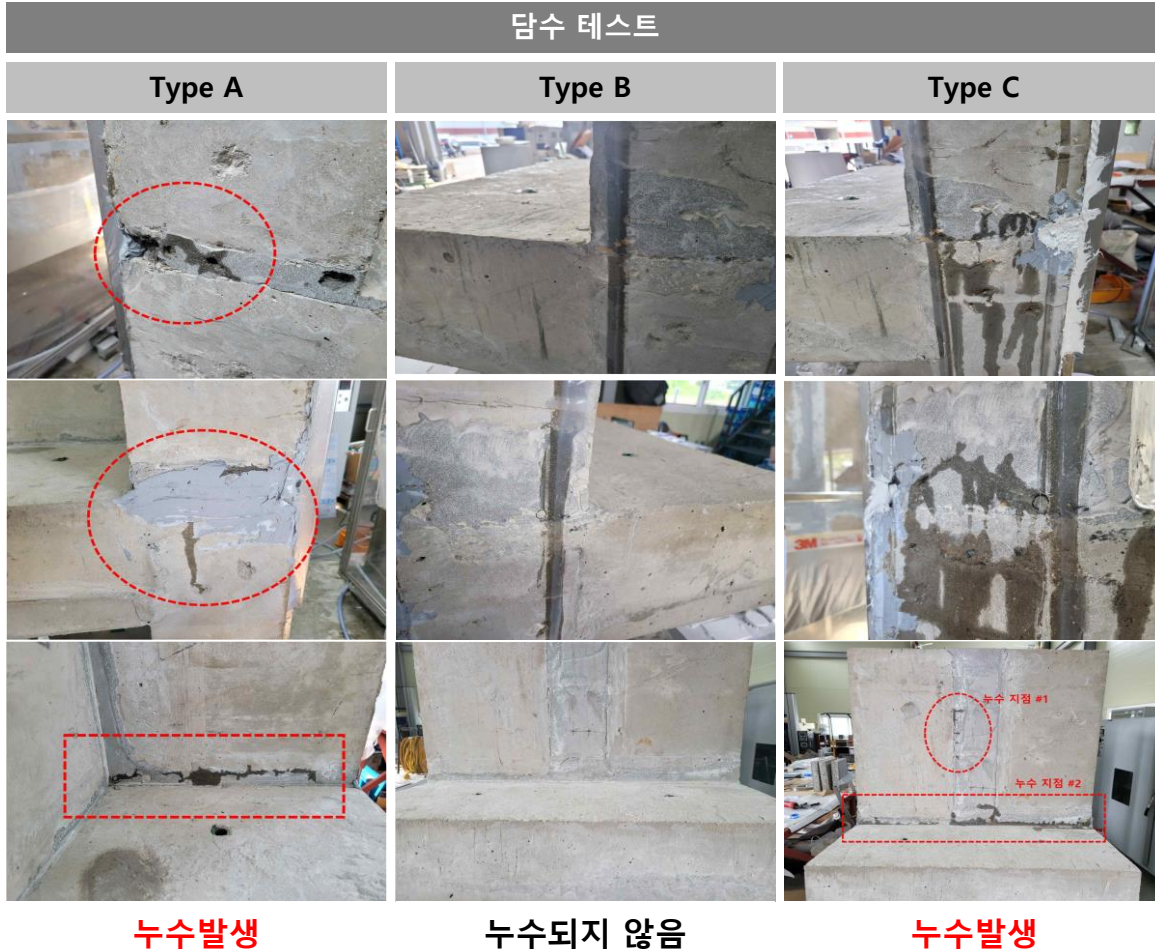 담수 테스트
Type A
Type B
Type C
3M
누수 지점 #1
누수 지점 #2
누수발생
누수되지 않음
누수발생